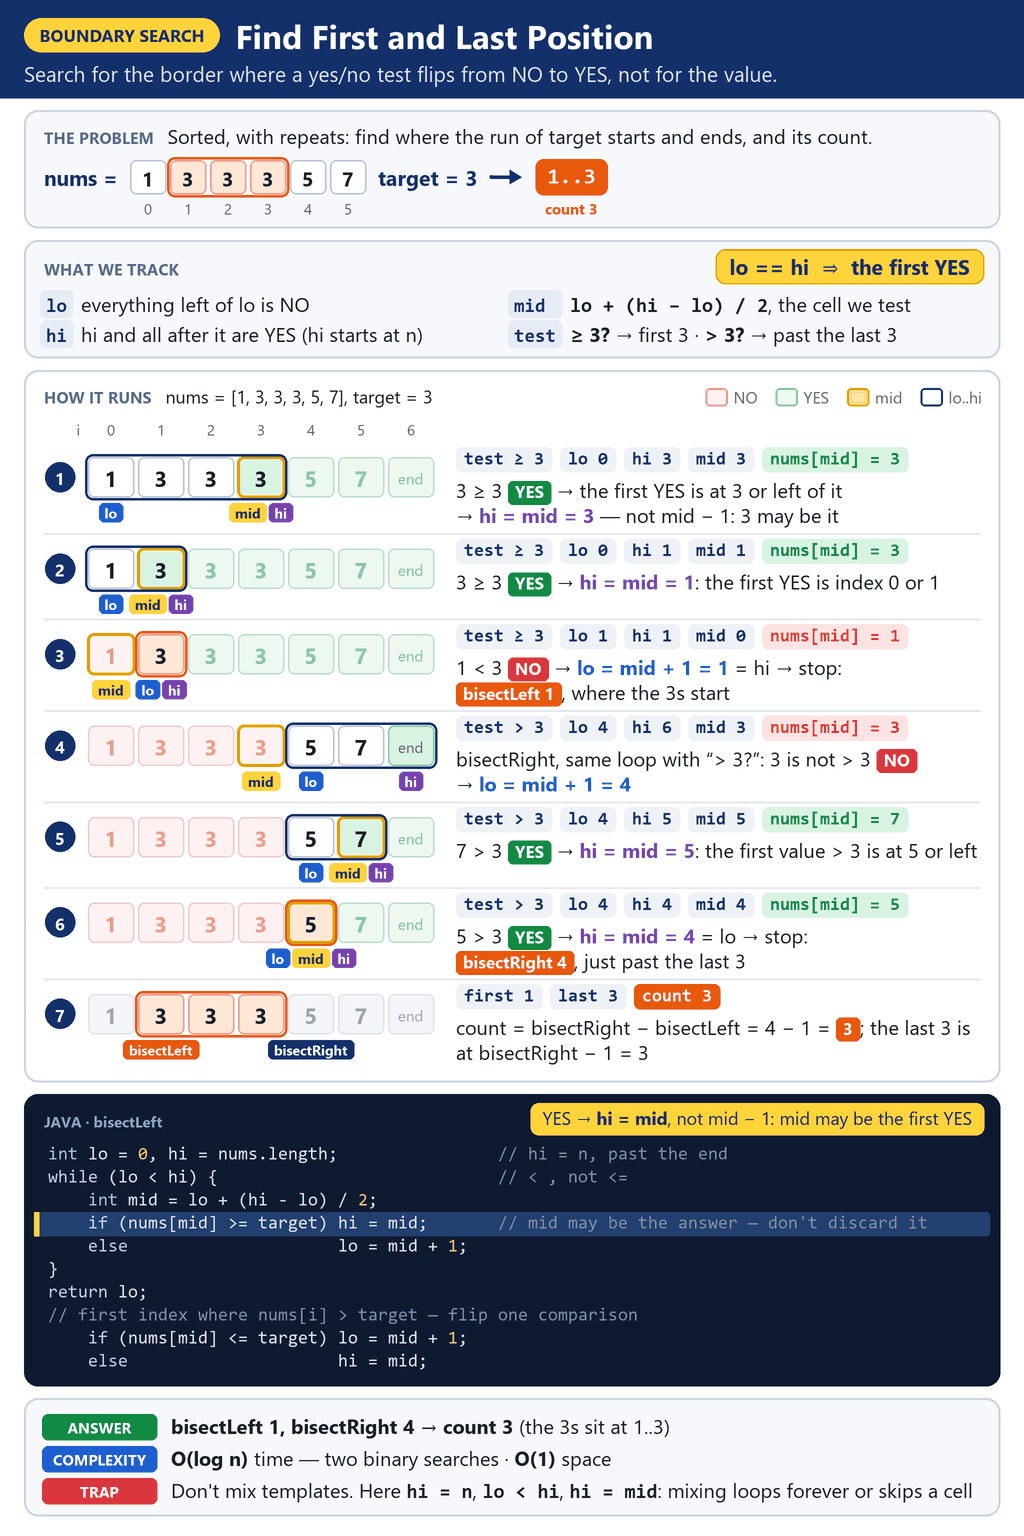 BOUNDARY SEARCH Find First and Last Position
Search for the border where a yes/no test flips from NO to YES, not for the value.
THE PROBLEM Sorted, with repeats: find where the run of target starts and ends, and its count.
nums = 1 3 3 3 5 7 target = 3 → 1..3
0 1 2 3 4 5 count 3
WHAT WE TRACK lo == hi ⇒ the first YES
lo everything left of lo is NO
mid lo + (hi − lo) / 2, the cell we test
hi hi and all after it are YES (hi starts at n)
test ≥ 3? → first 3 · > 3? → past the last 3
HOW IT RUNS nums = [1, 3, 3, 3, 5, 7], target = 3 NO YES mid lo..hi
i 0 1 2 3 4 5 6
1 1 3 3 3 5 7 end
lo mid hi
test ≥ 3 lo 0 hi 3 mid 3 nums[mid] = 3
3 ≥ 3 YES → the first YES is at 3 or left of it
→ hi = mid = 3 — not mid − 1: 3 may be it
2 1 3 3 3 5 7 end
lo mid hi
test ≥ 3 lo 0 hi 1 mid 1 nums[mid] = 3
3 ≥ 3 YES → hi = mid = 1: the first YES is index 0 or 1
3 1 3 3 3 5 7 end
mid lo hi
test ≥ 3 lo 1 hi 1 mid 0 nums[mid] = 1
1 < 3 NO → lo = mid + 1 = 1 = hi → stop:
bisectLeft 1, where the 3s start
4 1 3 3 3 5 7 end
mid lo hi
test > 3 lo 4 hi 6 mid 3 nums[mid] = 3
bisectRight, same loop with “> 3?”: 3 is not > 3 NO
→ lo = mid + 1 = 4
5 1 3 3 3 5 7 end
lo mid hi
test > 3 lo 4 hi 5 mid 5 nums[mid] = 7
7 > 3 YES → hi = mid = 5: the first value > 3 is at 5 or left
6 1 3 3 3 5 7 end
lo mid hi
test > 3 lo 4 hi 4 mid 4 nums[mid] = 5
5 > 3 YES → hi = mid = 4 = lo → stop:
bisectRight 4, just past the last 3
7 1 3 3 3 5 7 end
bisectLeft bisectRight
first 1 last 3 count 3
count = bisectRight − bisectLeft = 4 − 1 = 3; the last 3 is
at bisectRight − 1 = 3
JAVA · bisectLeft YES → hi = mid, not mid − 1: mid may be the first YES
int lo = 0, hi = nums.length; // hi = n, past the end
while (lo < hi) { // < , not <=
int mid = lo + (hi - lo) / 2;
if (nums[mid] >= target) hi = mid; // mid may be the answer — don't discard it
else lo = mid + 1;
}
return lo;
// first index where nums[i] > target — flip one comparison
if (nums[mid] <= target) lo = mid + 1;
else hi = mid;
ANSWER bisectLeft 1, bisectRight 4 → count 3 (the 3s sit at 1..3)
COMPLEXITY O(log n) time — two binary searches · O(1) space
TRAP Don't mix templates. Here hi = n, lo < hi, hi = mid: mixing loops forever or skips a cell